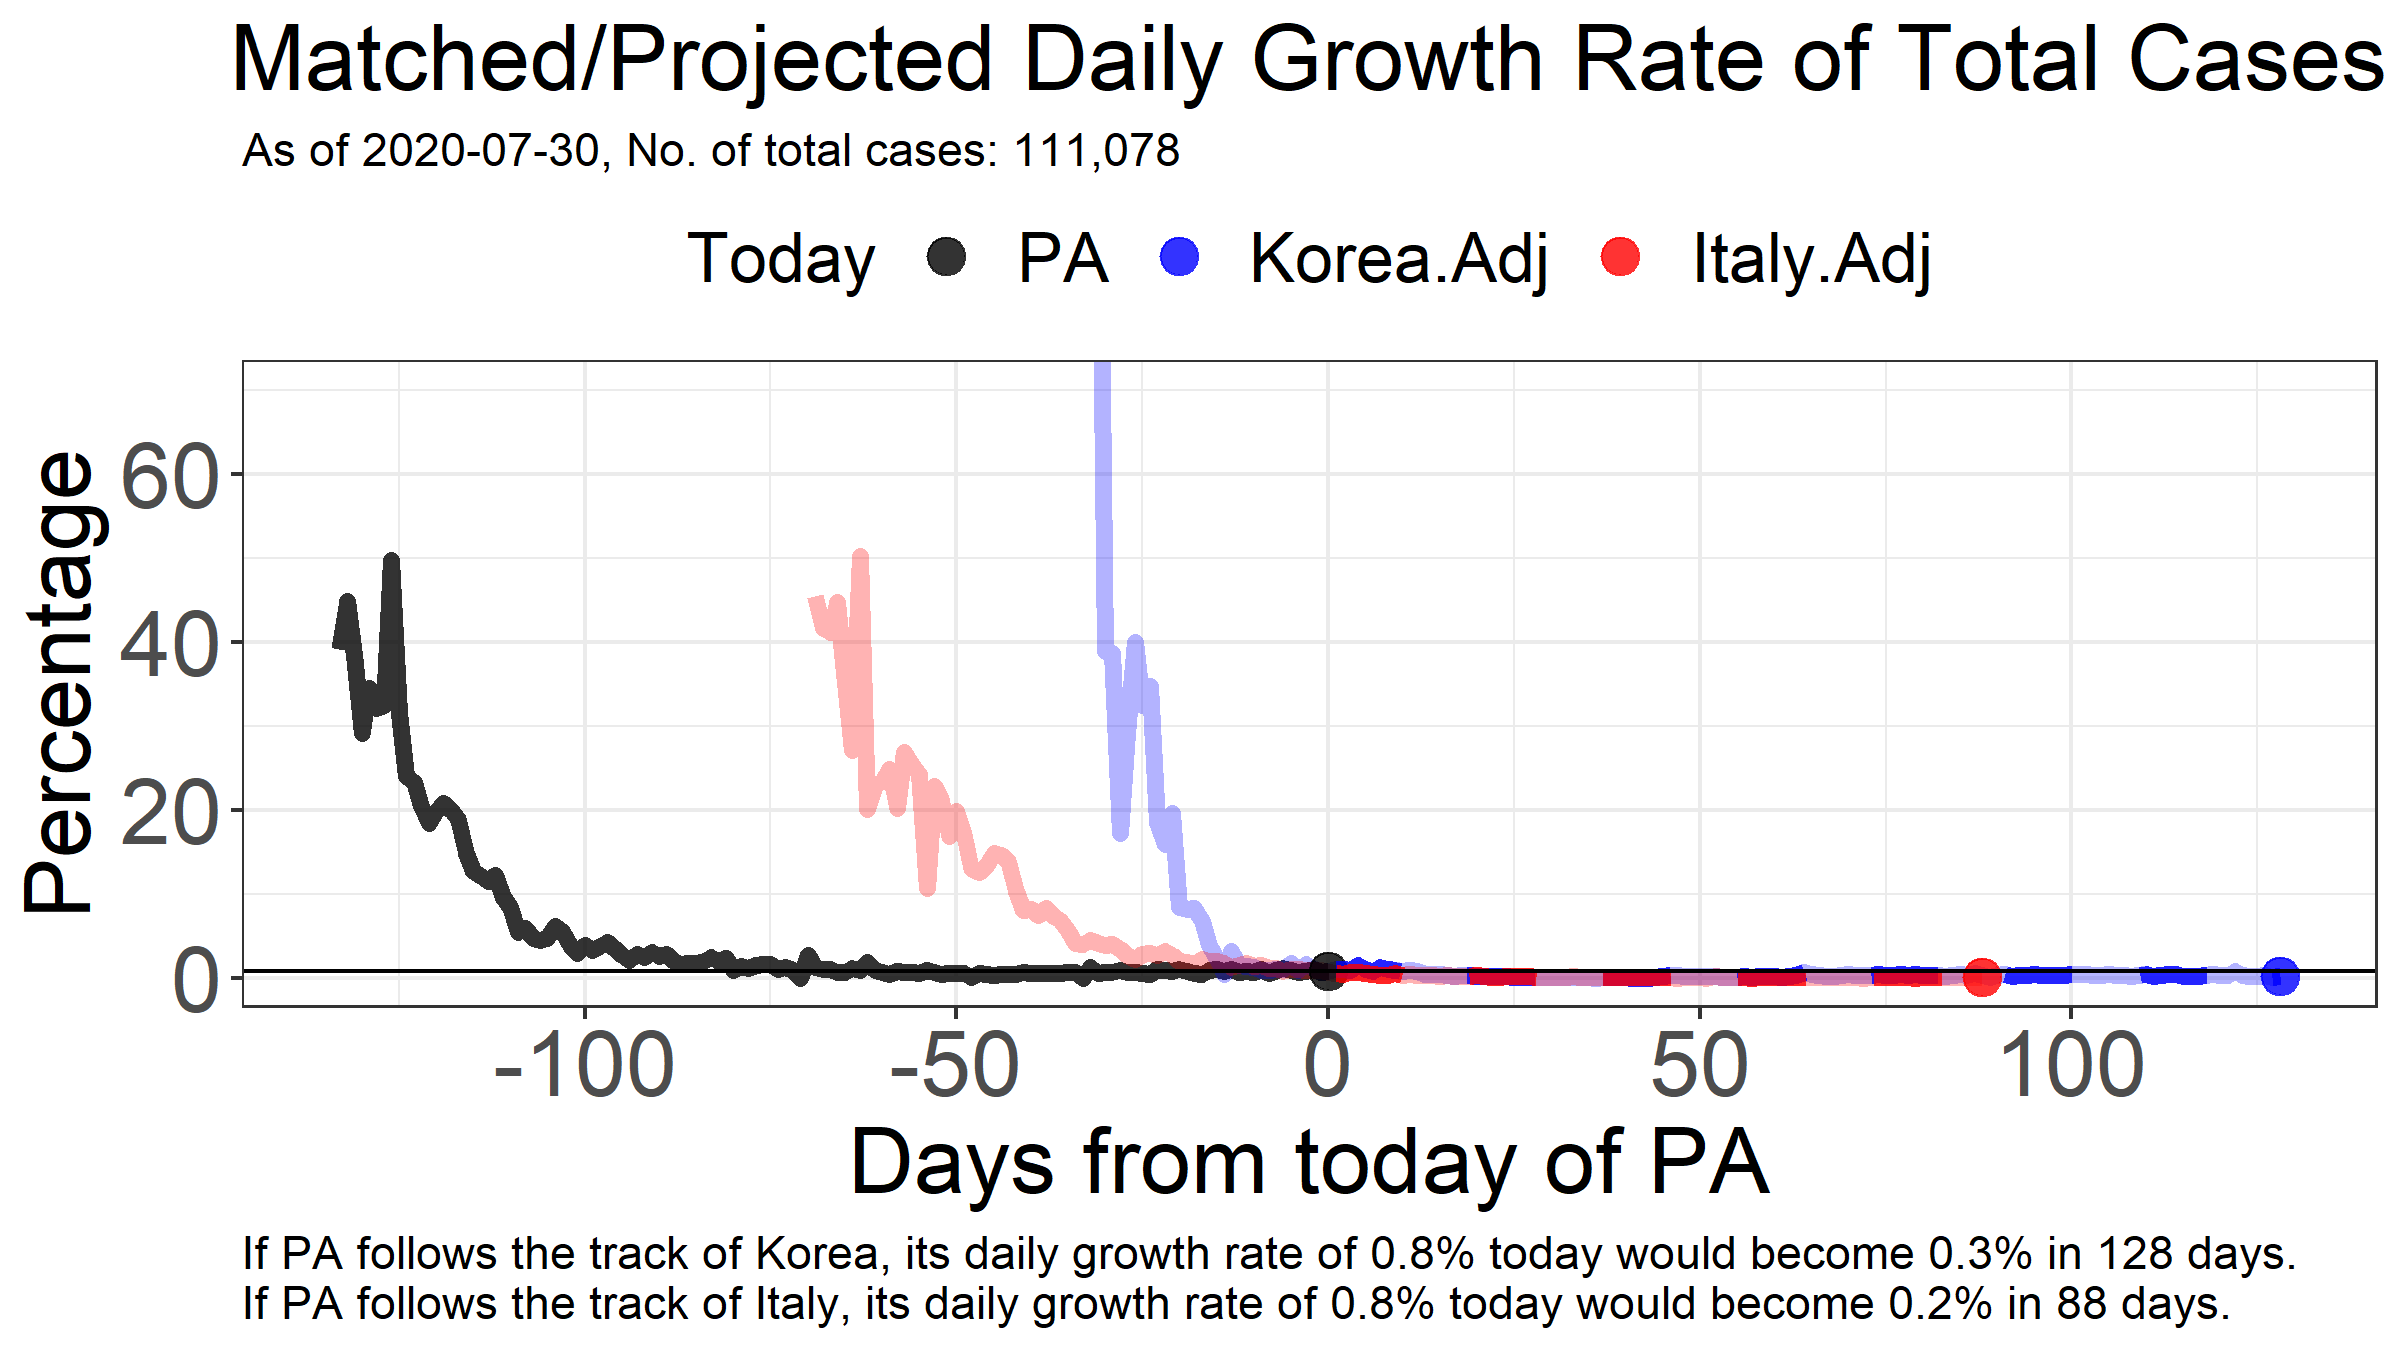 Matched/Projected Daily Growth Rate of Total Cases
As of 2020-07-30, No. of total cases: 111,078
Today PA Korea.Adj Italy.Adj
Percentage
60
40
20
0
-100 -50 0 50 100
Days from today of PA
If PA follows the track of Korea, its daily growth rate of 0.8% today would become 0.3% in 128 days.
If PA follows the track of Italy, its daily growth rate of 0.8% today would become 0.2% in 88 days.